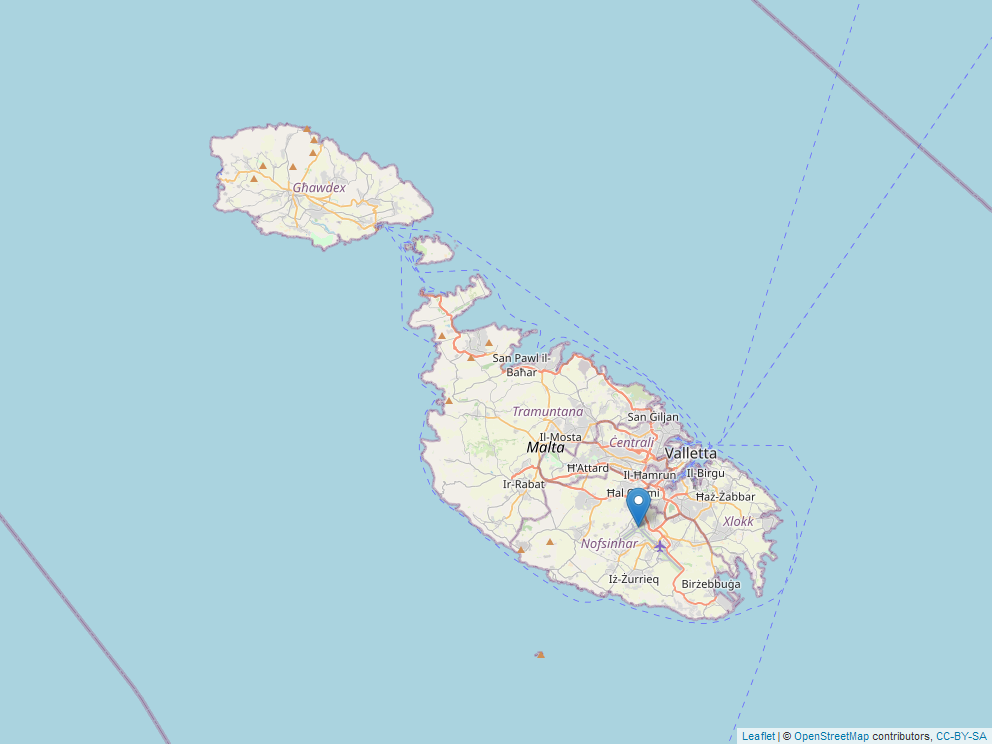 Għawdex
San Pawl il-
Baħar
Tramuntana
San Ġiljan
Il-Mosta
Ċentrali
Malta
Valletta
Ħ'Attard
Il-Ħamrun
Il-Birgu
Ir-Rabat
Ħal
Ħaż-Żabbar
Xlokk
Nofsinhar
Iż-Żurrieq
Birżebbuġa
Leaflet | © OpenStreetMap contributors, CC-BY-SA